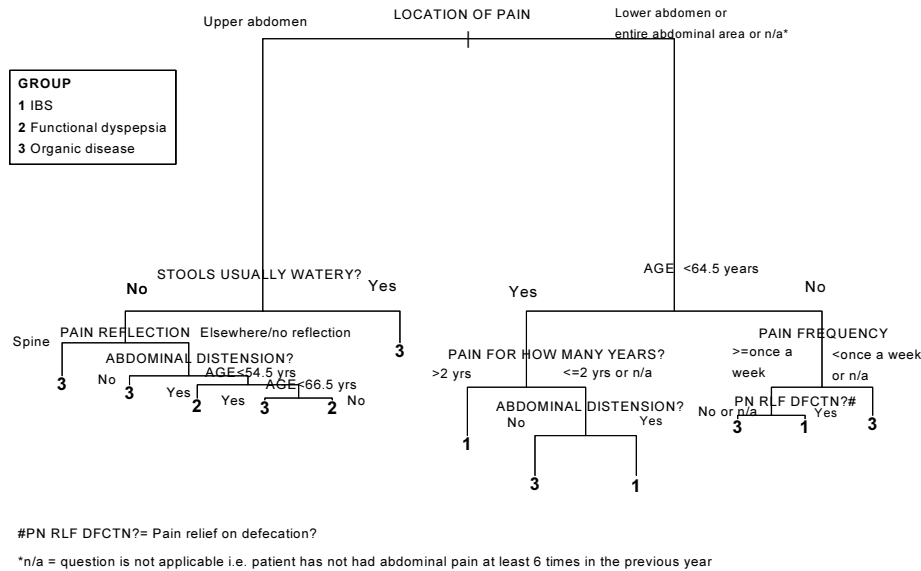 LOCATION OF PAIN
Upper abdomen
Lower abdomen or
entire abdominal area or n/a*
GROUP
1 IBS
2 Functional dyspepsia
3 Organic disease
STOOLS USUALLY WATERY?
No
Yes
AGE <64.5 years
Yes
No
Spine
PAIN REFLECTION
Elsewhere/no reflection
3
3
ABDOMINAL DISTENSION?
No
3
AGE<54.5 yrs
Yes
2
AGE<66.5 yrs
Yes
3
2
No
PAIN FOR HOW MANY YEARS?
>2 yrs
<=2 yrs or n/a
1
ABDOMINAL DISTENSION?
No
Yes
3
1
PAIN FREQUENCY
>=once a
week
<once a week
or n/a
PN RLF DFCTN?#
No or n/a
Yes
3
1
3
#PN RLF DFCTN?= Pain relief on defecation?
*n/a = question is not applicable i.e. patient has not had abdominal pain at least 6 times in the previous year